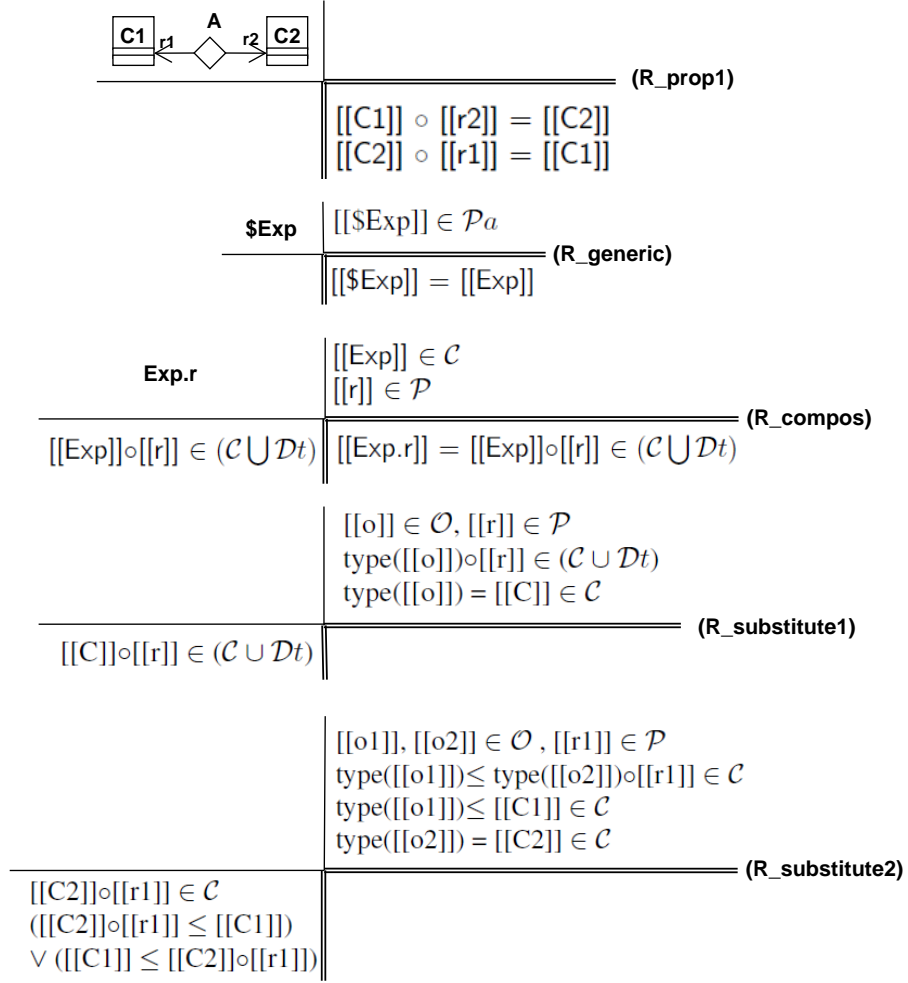 A
C1 r1 r2 C2
(R_prop1)
[[C1]] ∘ [[r2]] = [[C2]]
[[C2]] ∘ [[r1]] = [[C1]]
$Exp [[$Exp]] ∈ 𝒫a
(R_generic)
[[$Exp]] = [[Exp]]
[[Exp]] ∈ 𝒞
Exp.r
[[r]] ∈ 𝒫
(R_compos)
[[Exp]]∘[[r]] ∈ (𝒞 ⋃ 𝒟t) [[Exp.r]] = [[Exp]]∘[[r]] ∈ (𝒞 ⋃ 𝒟t)
[[o]] ∈ 𝒪, [[r]] ∈ 𝒫
type([[o]])∘[[r]] ∈ (𝒞 ∪ 𝒟t)
type([[o]]) = [[C]] ∈ 𝒞
(R_substitute1)
[[C]]∘[[r]] ∈ (𝒞 ∪ 𝒟t)
[[o1]], [[o2]] ∈ 𝒪 , [[r1]] ∈ 𝒫
type([[o1]])≤ type([[o2]])∘[[r1]] ∈ 𝒞
type([[o1]])≤ [[C1]] ∈ 𝒞
type([[o2]]) = [[C2]] ∈ 𝒞
(R_substitute2)
[[C2]]∘[[r1]] ∈ 𝒞
([[C2]]∘[[r1]] ≤ [[C1]])
∨ ([[C1]] ≤ [[C2]]∘[[r1]])